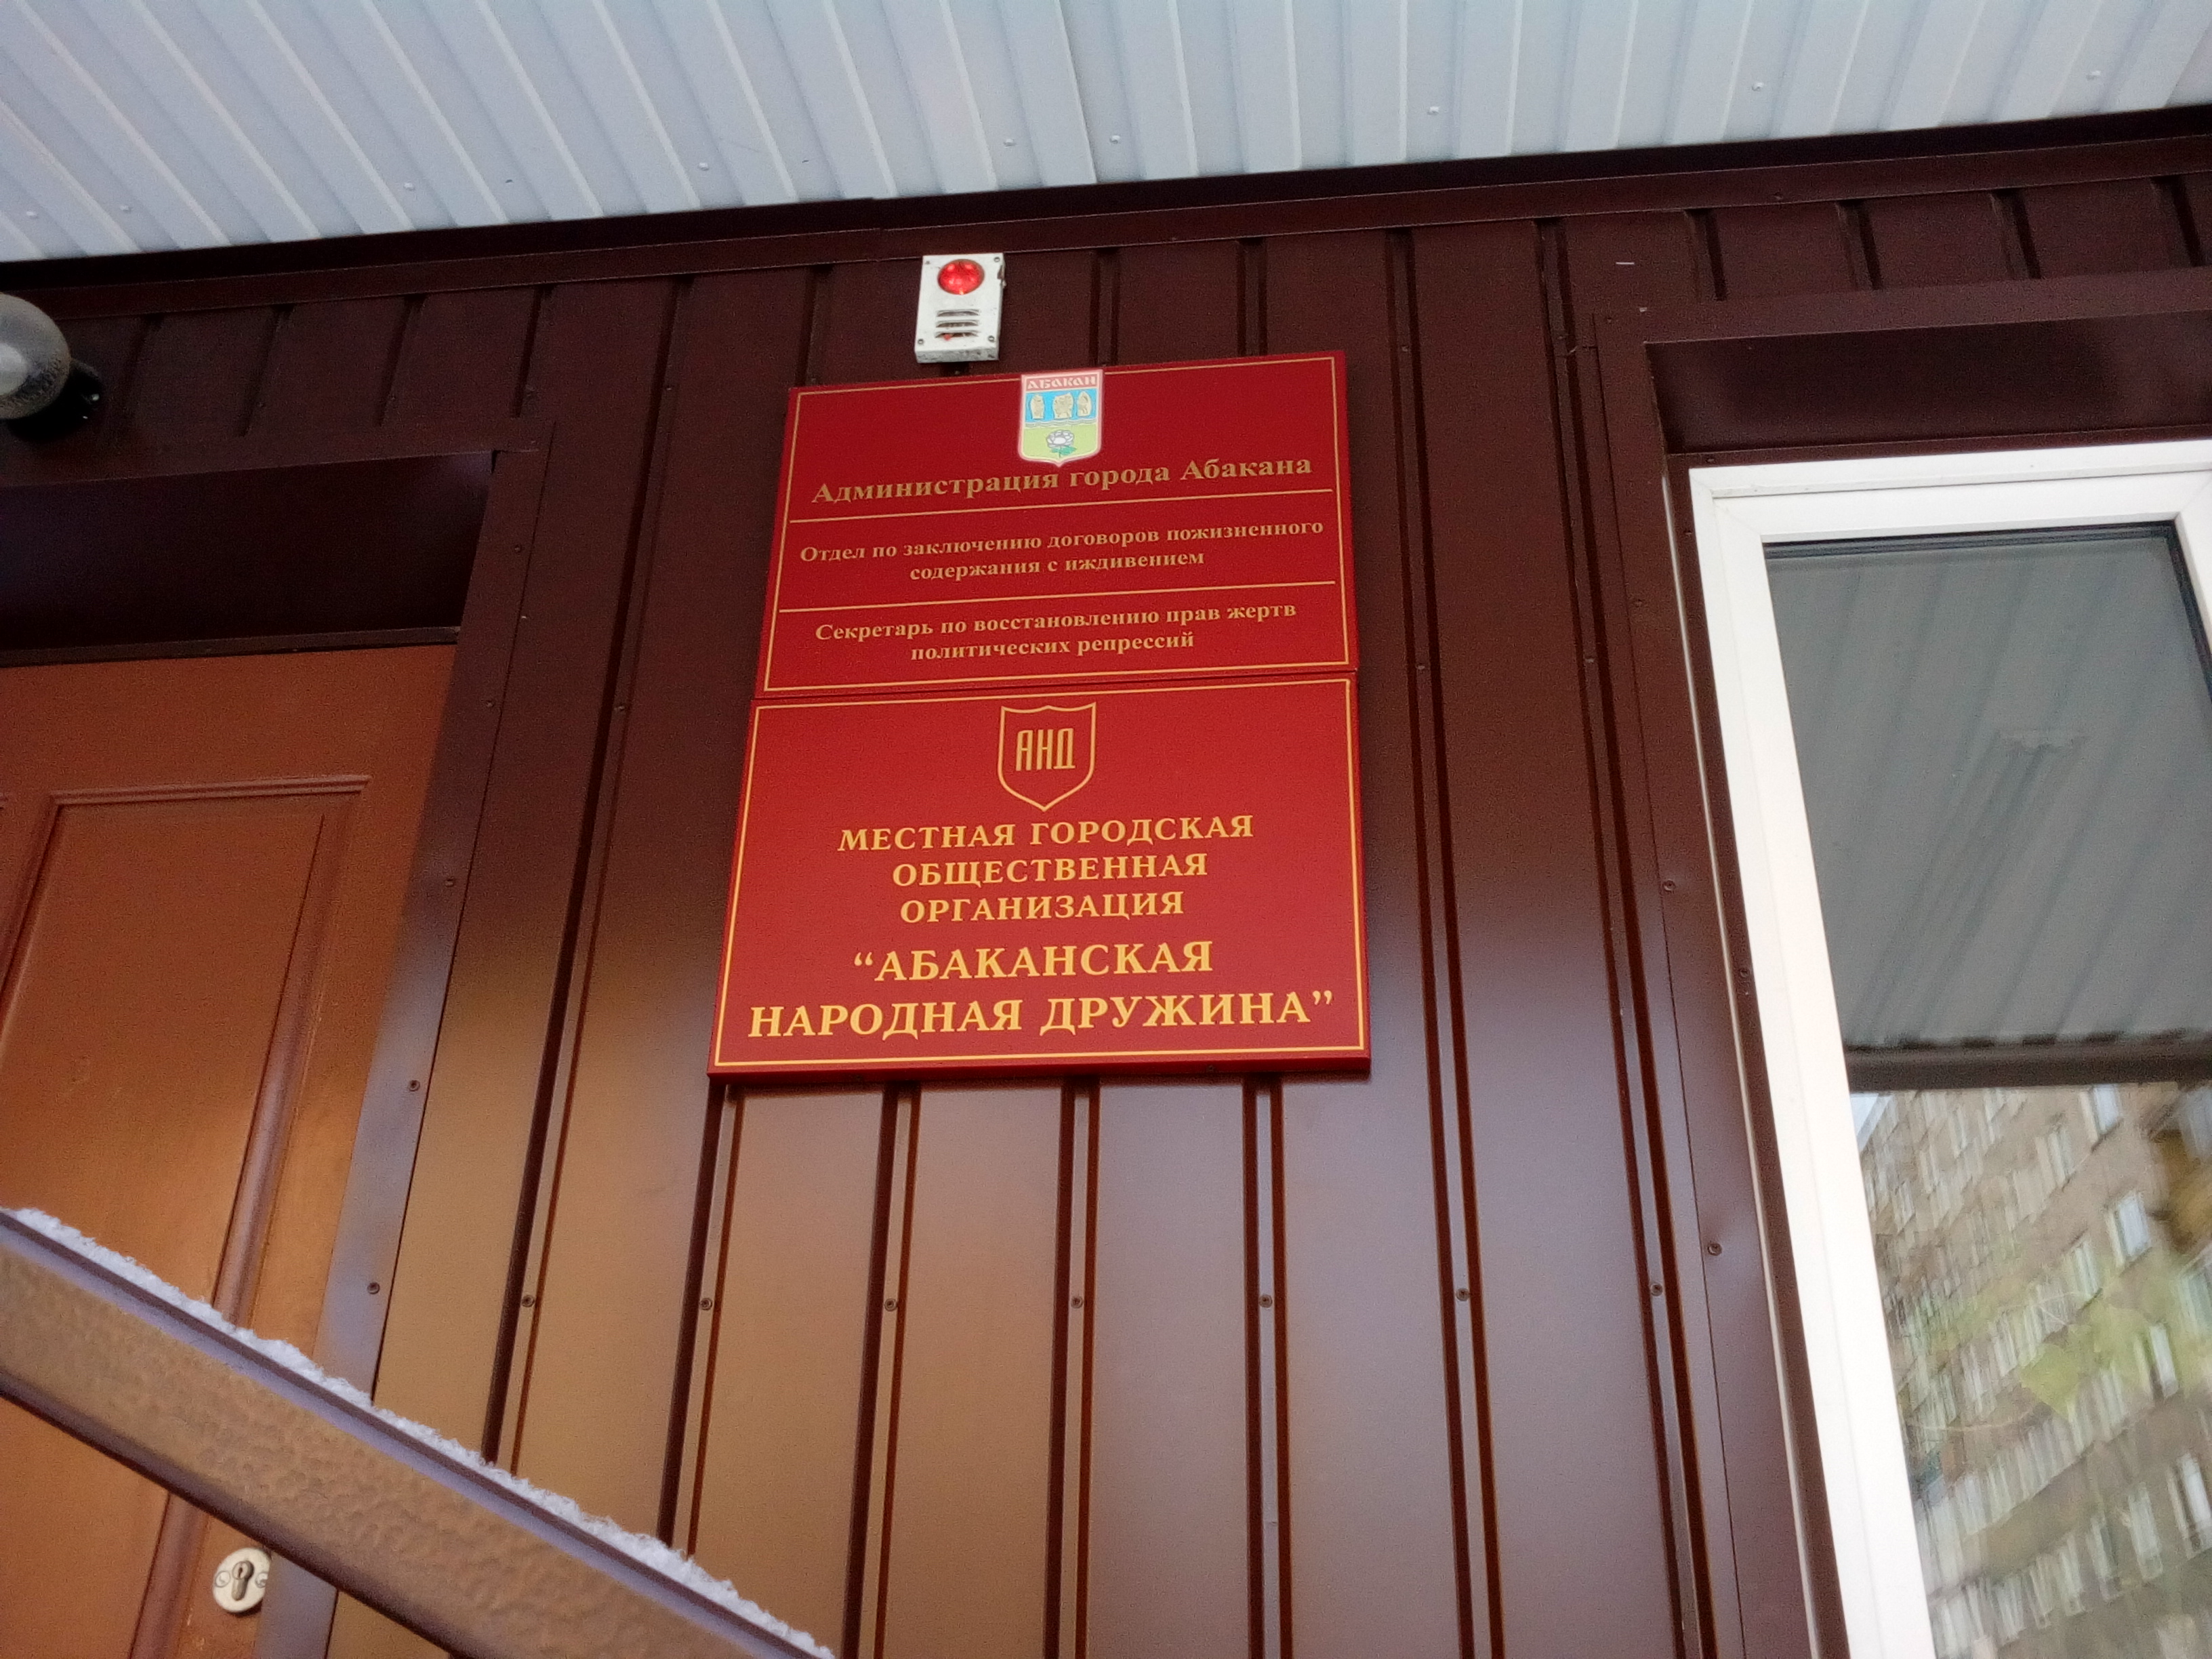 АБАКАН
Администрация города Абакана
Отдел по заключению договоров пожизненного
содержания с иждивением
Секретарь по восстановлению прав жертв
политических репрессий
АНД
МЕСТНАЯ ГОРОДСКАЯ
ОБЩЕСТВЕННАЯ
ОРГАНИЗАЦИЯ
“АБАКАНСКАЯ
НАРОДНАЯ ДРУЖИНА”